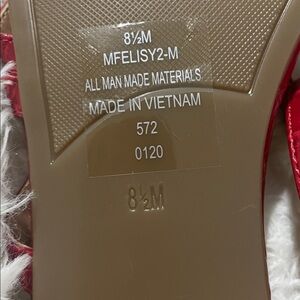 8½M
MFELISY2-M
ALL MAN MADE MATERIALS
MADE IN VIETNAM
572
0120
8½M